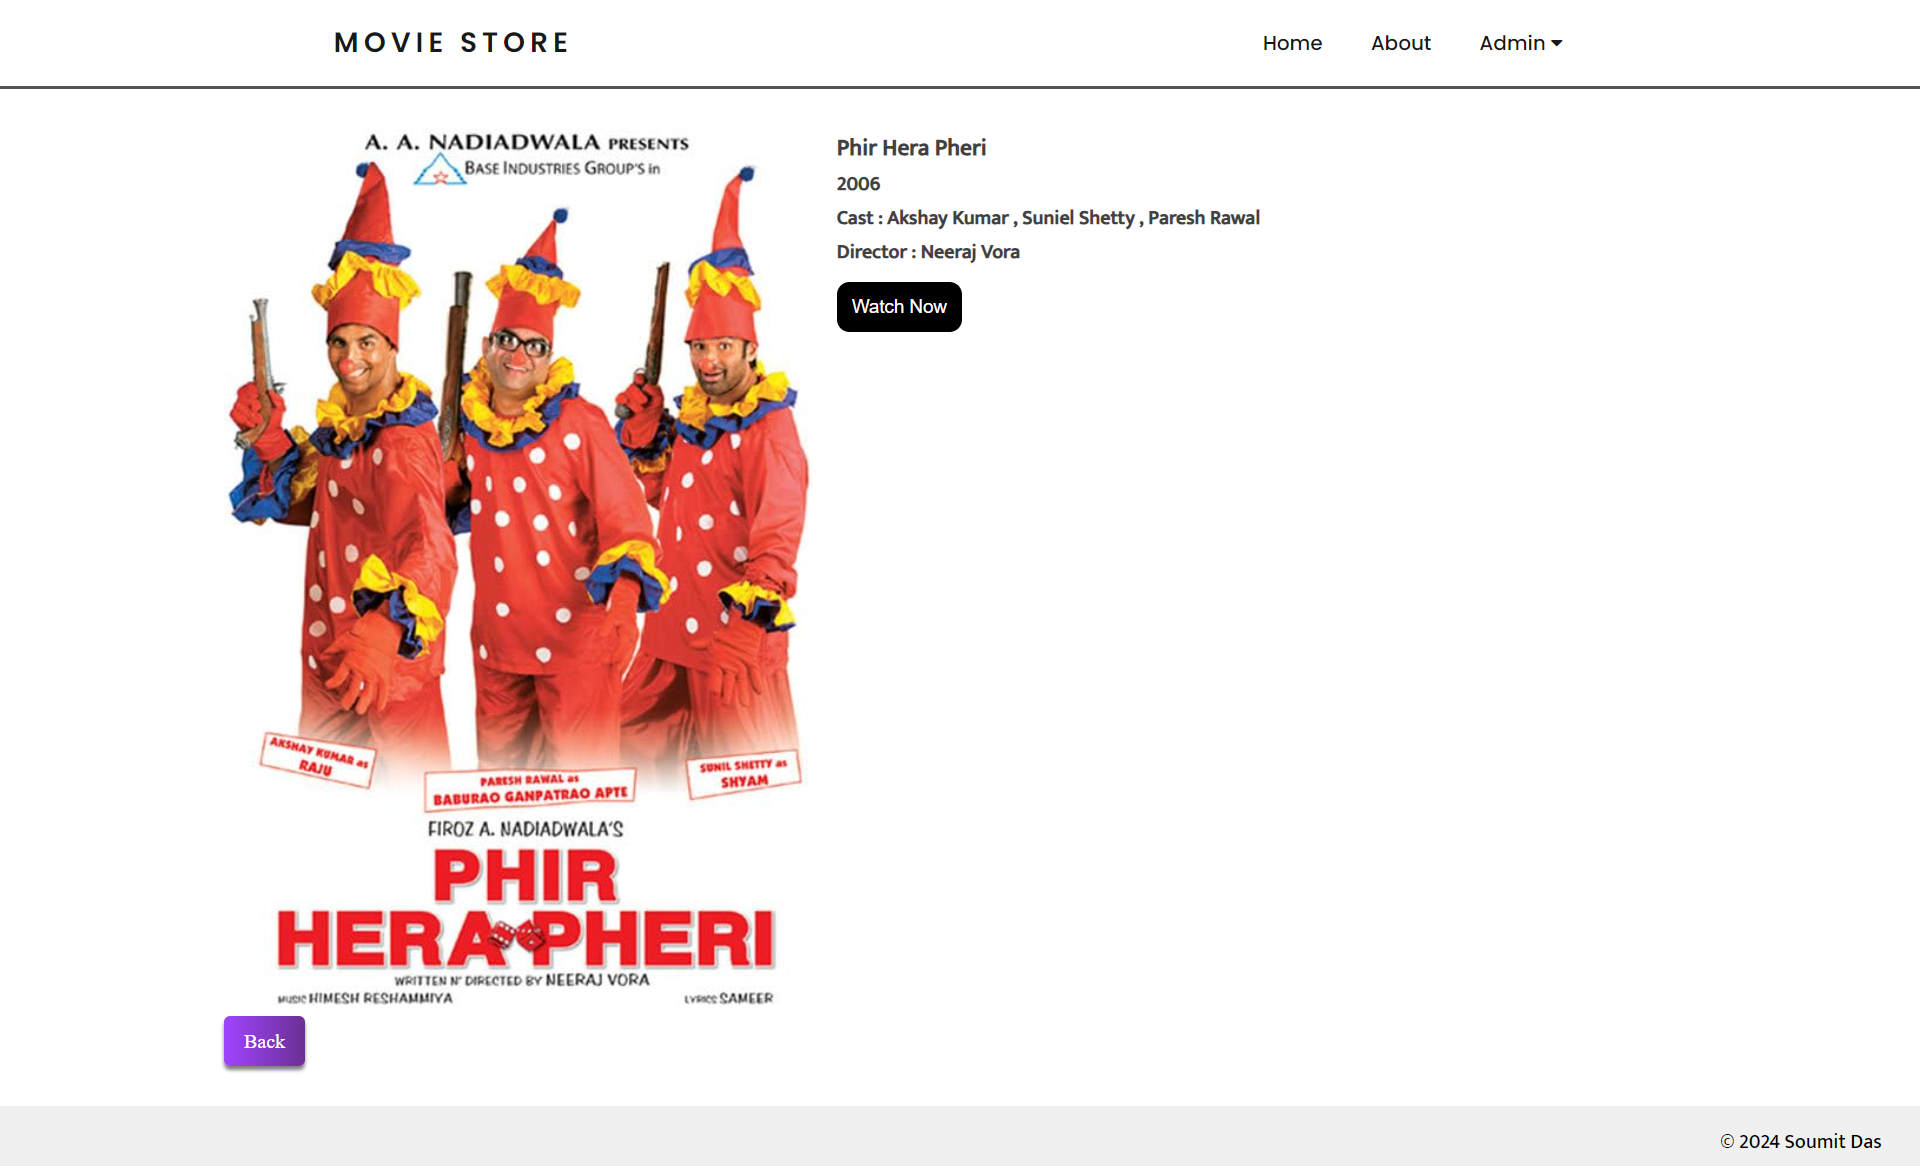 MOVIE STORE
Home About Admin
A. A. NADIADWALA PRESENTS
BASE INDUSTRIES GROUP'S in
AKSHAY KUMAR as
RAJU
PARESH RAWAL as
BABURAO GANPATRAO APTE
SUNIL SHETTY as
SHYAM
FIROZ A. NADIADWALA'S
PHIR
HERA PHERI
WRITTEN N' DIRECTED BY NEERAJ VORA
MUSIC HIMESH RESHAMMIYA
LYRICS SAMEER
Phir Hera Pheri
2006
Cast : Akshay Kumar , Suniel Shetty , Paresh Rawal
Director : Neeraj Vora
Watch Now
Back
© 2024 Soumit Das